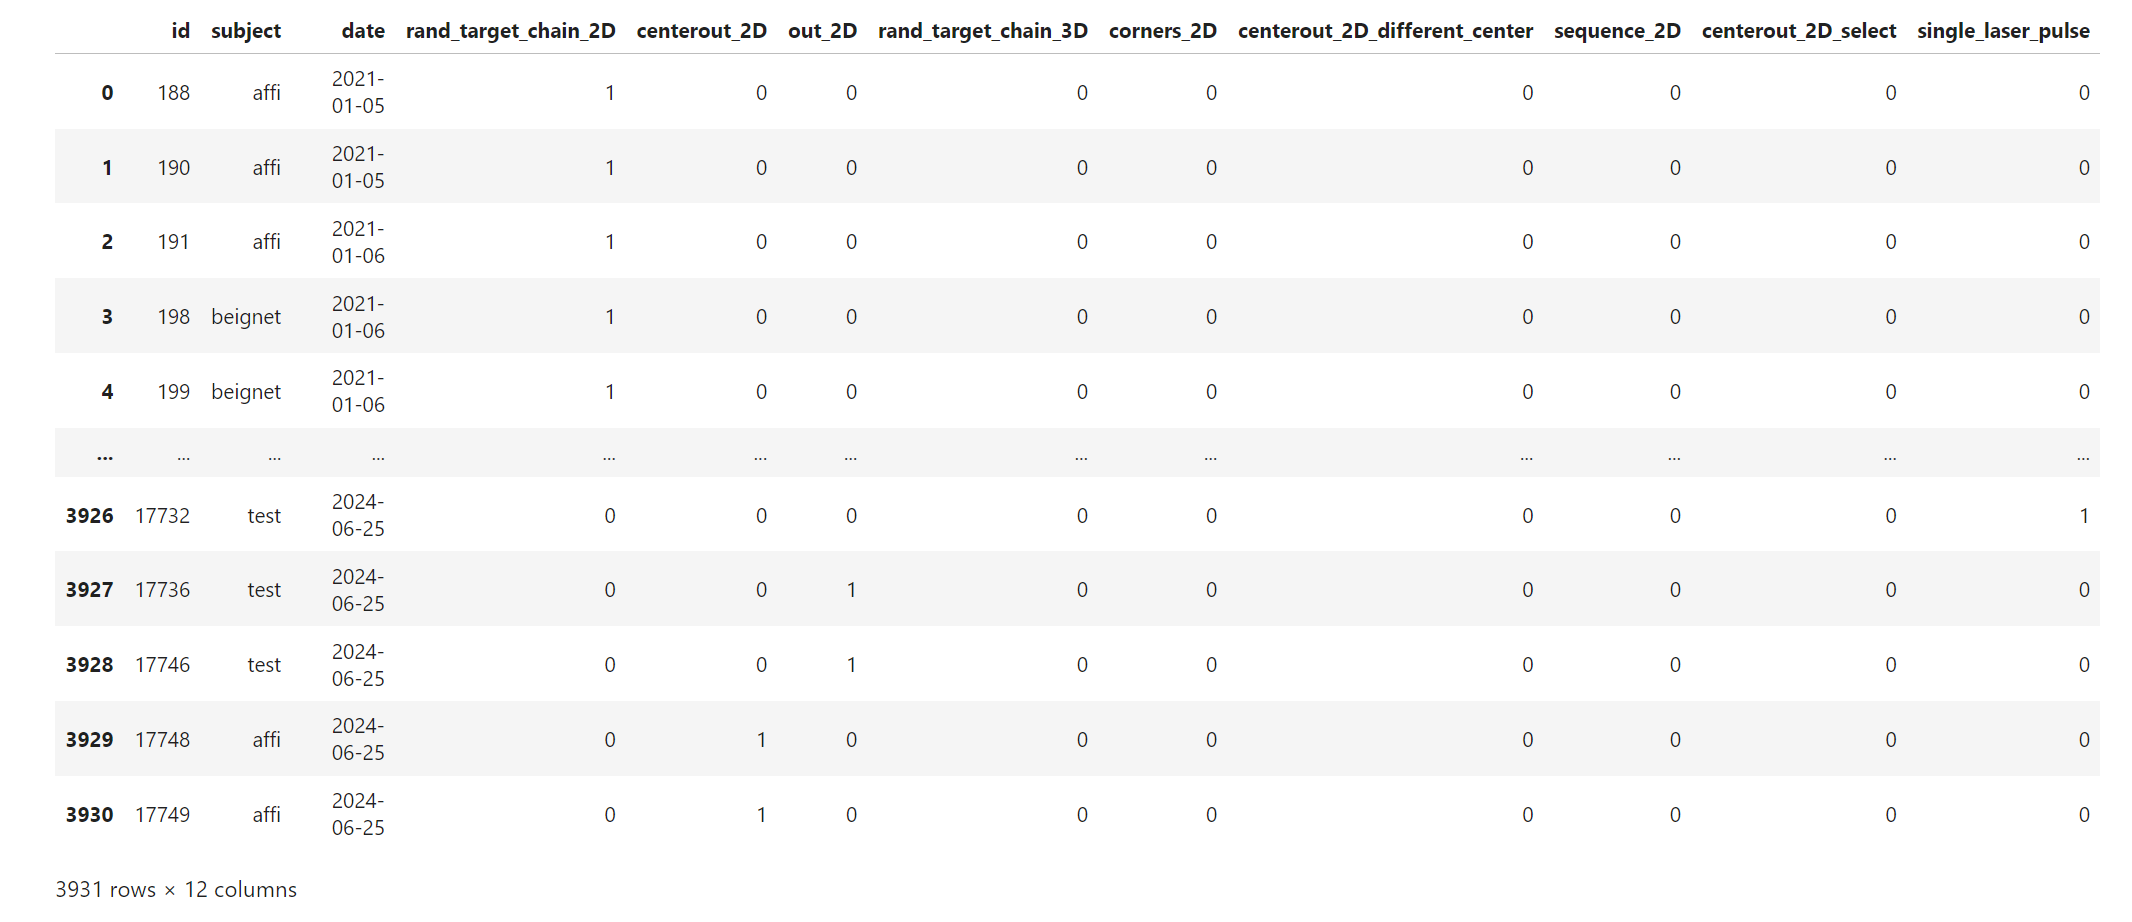 id subject date rand_target_chain_2D centerout_2D out_2D rand_target_chain_3D corners_2D centerout_2D_different_center sequence_2D centerout_2D_select single_laser_pulse
0 188 affi 2021-01-05 1 0 0 0 0 0 0 0 0
1 190 affi 2021-01-05 1 0 0 0 0 0 0 0 0
2 191 affi 2021-01-06 1 0 0 0 0 0 0 0 0
3 198 beignet 2021-01-06 1 0 0 0 0 0 0 0 0
4 199 beignet 2021-01-06 1 0 0 0 0 0 0 0 0
... ... ... ... ... ... ... ... ... ... ... ... ...
3926 17732 test 2024-06-25 0 0 0 0 0 0 0 0 1
3927 17736 test 2024-06-25 0 0 1 0 0 0 0 0 0
3928 17746 test 2024-06-25 0 0 1 0 0 0 0 0 0
3929 17748 affi 2024-06-25 0 1 0 0 0 0 0 0 0
3930 17749 affi 2024-06-25 0 1 0 0 0 0 0 0 0
3931 rows × 12 columns